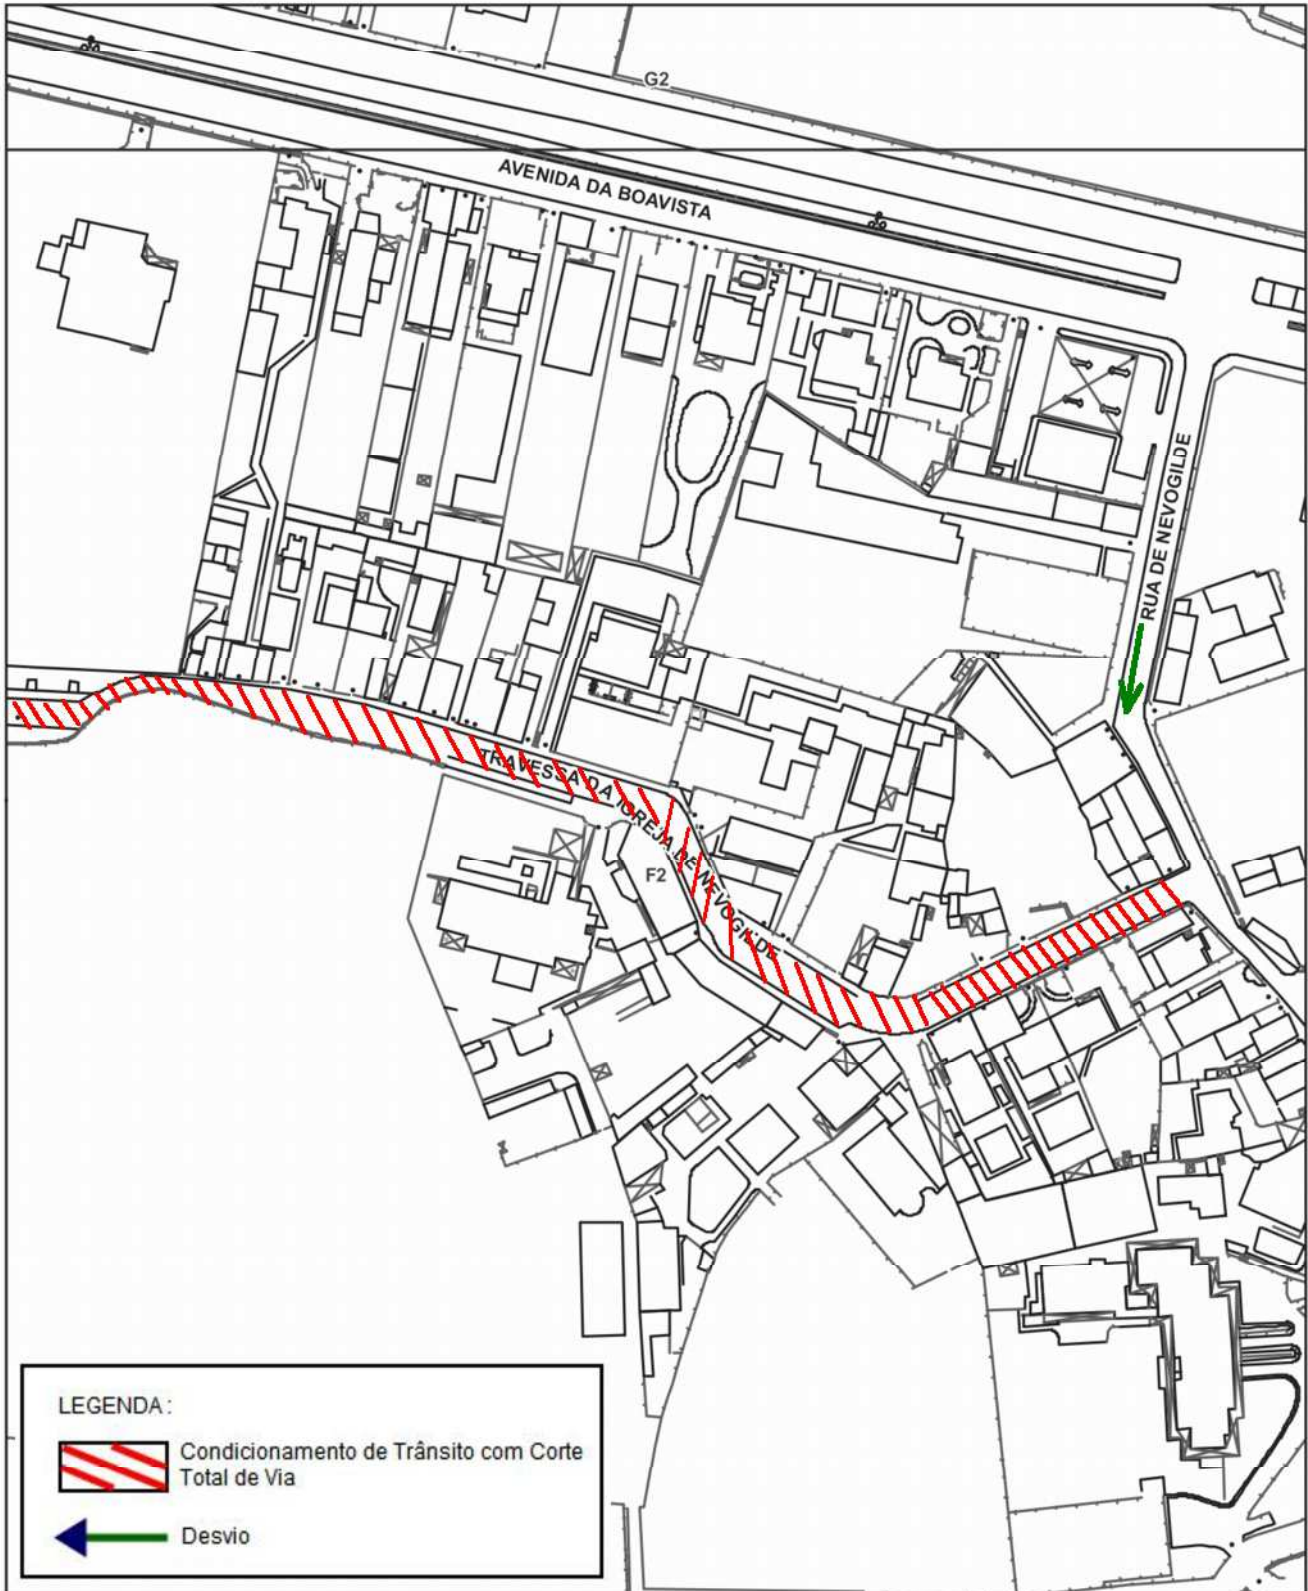 G2
AVENIDA DA BOAVISTA
RUA DE NEVOGILDE
TRAVESSA DA IGREJA DE NEVOGILDE
F2
LEGENDA :
Condicionamento de Trânsito com Corte
Total de Via
Desvio